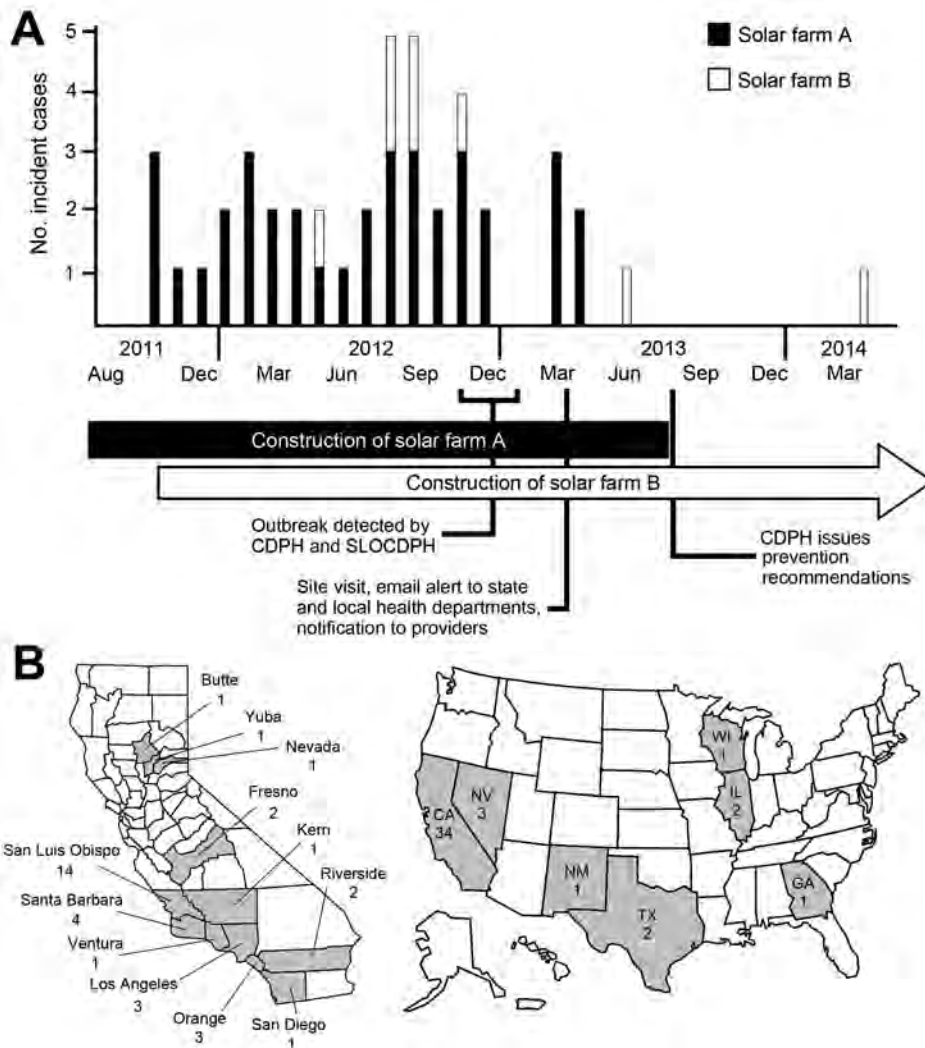 A
Solar farm A
Solar farm B
No. incident cases
5
4
3
2
1
2011
2012
2013
2014
Aug
Dec
Mar
Jun
Sep
Dec
Mar
Jun
Sep
Dec
Mar
Construction of solar farm A
Construction of solar farm B
Outbreak detected by
CDPH and SLOCDPH
CDPH issues
prevention
recommendations
Site visit, email alert to state
and local health departments,
notification to providers
B
Butte
1
Yuba
1
Nevada
1
Fresno
2
Kern
1
San Luis Obispo
14
Riverside
2
Santa Barbara
4
Ventura
1
Los Angeles
3
Orange
3
San Diego
1
WI
1
IL
2
NV
3
CA
34
NM
1
TX
2
GA
1